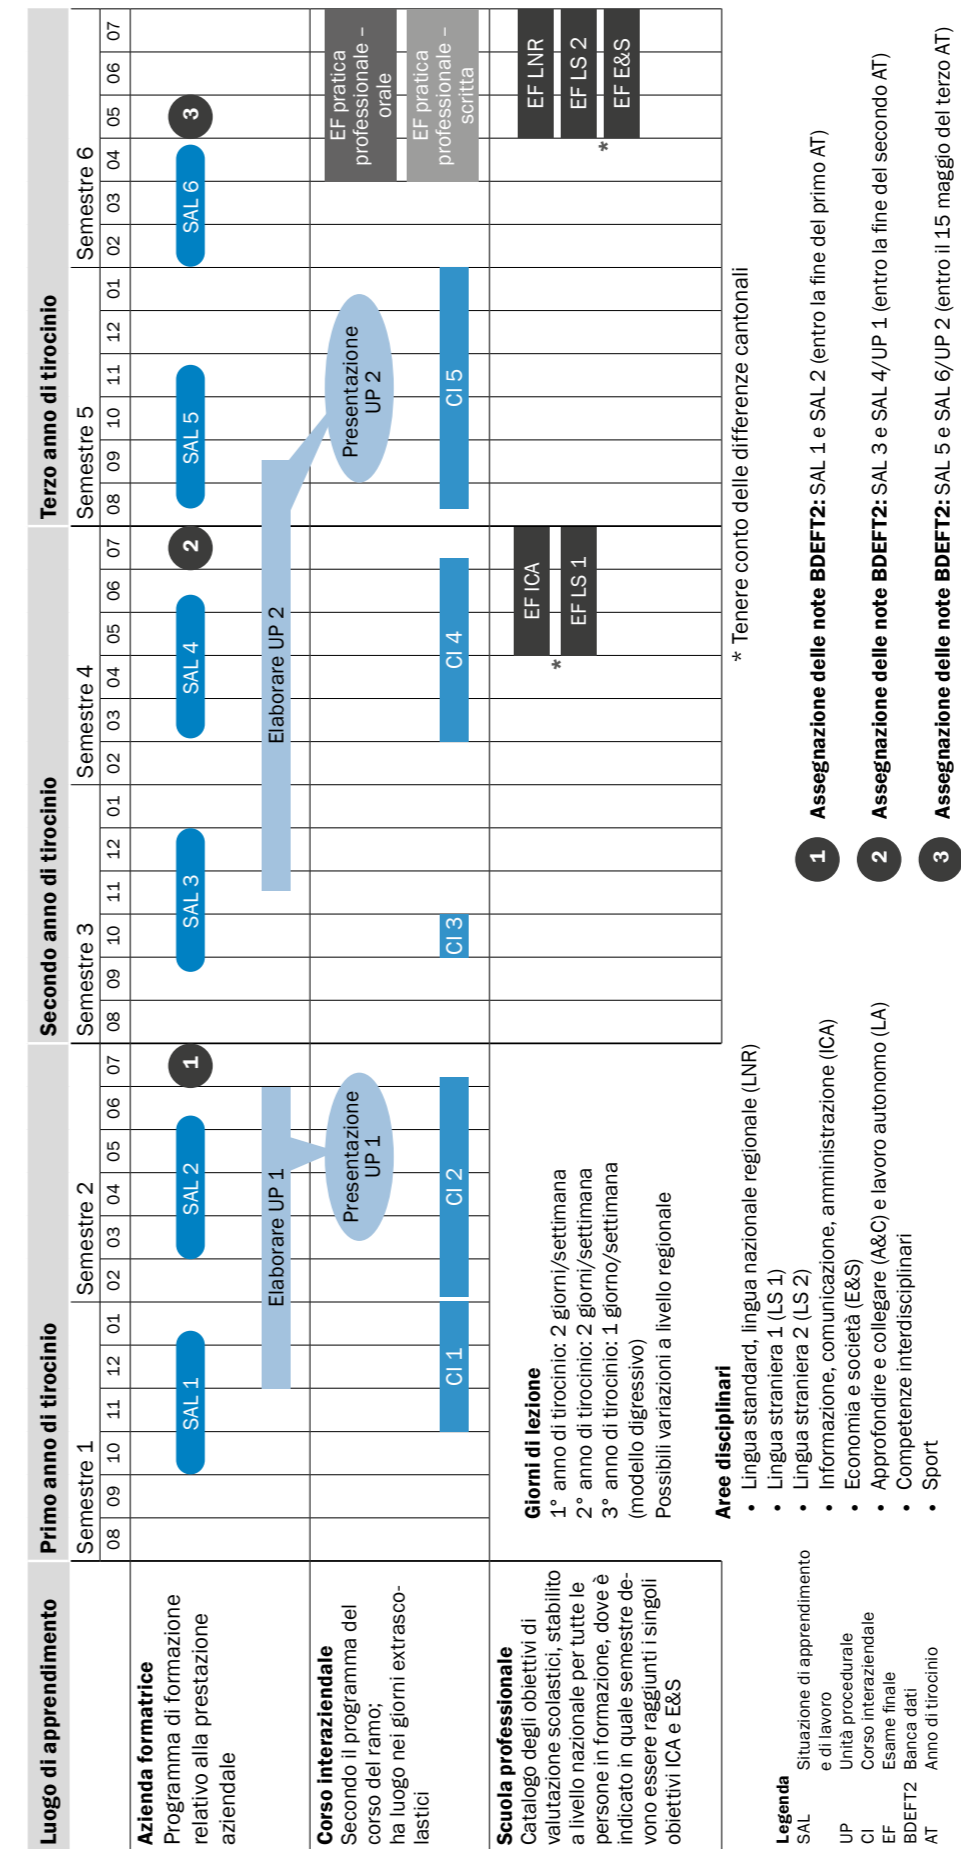 Luogo di apprendimento
Primo anno di tirocinio
Secondo anno di tirocinio
Terzo anno di tirocinio
Semestre 1
Semestre 2
Semestre 3
Semestre 4
Semestre 5
Semestre 6
08 09 10 11 12 01 02 03 04 05 06 07 08 09 10 11 12 01 02 03 04 05 06 07 08 09 10 11 12 01 02 03 04 05 06 07
Azienda formatrice
Programma di formazione
relativo alla prestazione
aziendale
SAL 1
SAL 2
1
SAL 3
SAL 4
2
SAL 5
SAL 6
3
Elaborare UP 1
Elaborare UP 2
Corso interaziendale
Secondo il programma del
corso del ramo;
ha luogo nei giorni extrasco-
lastici
Presentazione
UP 1
Presentazione
UP 2
EF pratica
professionale –
orale
EF pratica
professionale –
scritta
CI 1
CI 2
CI 3
CI 4
CI 5
Scuola professionale
Catalogo degli obiettivi di
valutazione scolastici, stabilito
a livello nazionale per tutte le
persone in formazione, dove è
indicato in quale semestre de-
vono essere raggiunti i singoli
obiettivi ICA e E&S
Giorni di lezione
1° anno di tirocinio: 2 giorni/settimana
2° anno di tirocinio: 2 giorni/settimana
3° anno di tirocinio: 1 giorno/settimana
(modello digressivo)
Possibili variazioni a livello regionale
EF ICA
EF LS 1
*
EF LNR
EF LS 2
EF E&S
*
* Tenere conto delle differenze cantonali
Legenda
SAL Situazione di apprendimento
e di lavoro
UP Unità procedurale
CI Corso interaziendale
EF Esame finale
BDEFT2 Banca dati
AT Anno di tirocinio
Aree disciplinari
• Lingua standard, lingua nazionale regionale (LNR)
• Lingua straniera 1 (LS 1)
• Lingua straniera 2 (LS 2)
• Informazione, comunicazione, amministrazione (ICA)
• Economia e società (E&S)
• Approfondire e collegare (A&C) e lavoro autonomo (LA)
• Competenze interdisciplinari
• Sport
1 Assegnazione delle note BDEFT2: SAL 1 e SAL 2 (entro la fine del primo AT)
2 Assegnazione delle note BDEFT2: SAL 3 e SAL 4/UP 1 (entro la fine del secondo AT)
3 Assegnazione delle note BDEFT2: SAL 5 e SAL 6/UP 2 (entro il 15 maggio del terzo AT)